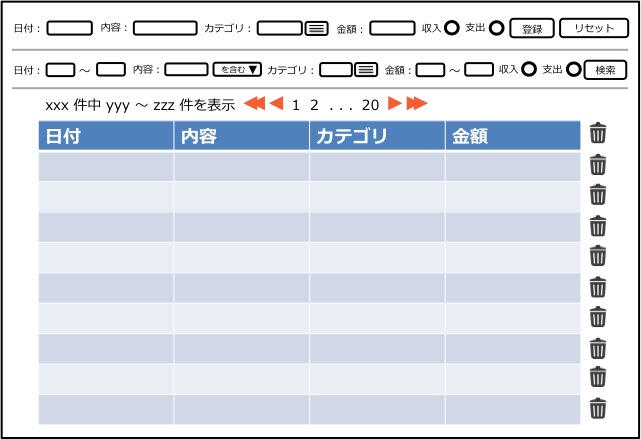 日付： 内容： カテゴリ： 金額： 収入 支出 登録 リセット
日付： ～ 内容： を含む▼ カテゴリ： 金額： ～ 収入 支出 検索
xxx 件中 yyy ～ zzz 件を表示 1 2 ... 20
日付 内容 カテゴリ 金額